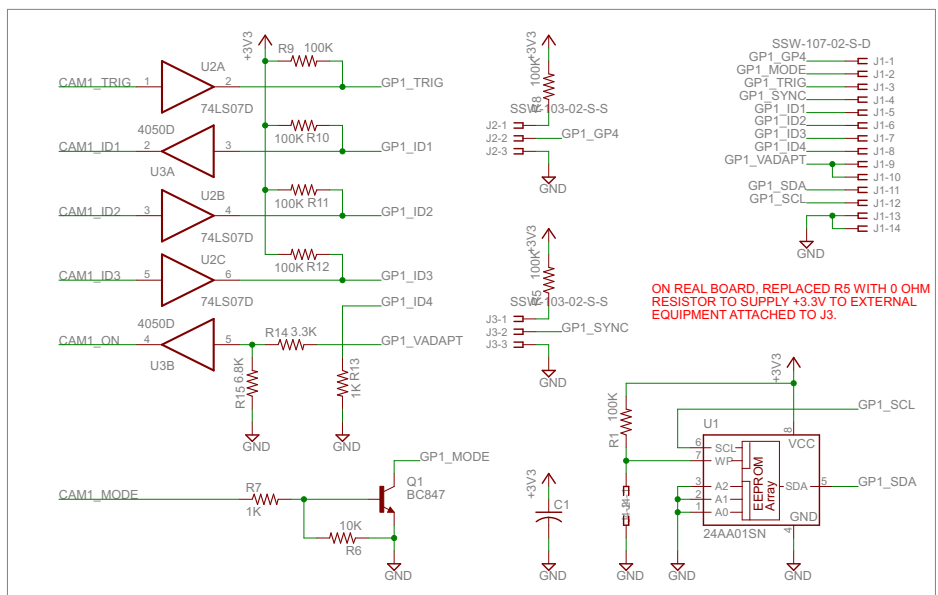 +3V3
R9 100K
U2A
CAM1_TRIG 1 2 GP1_TRIG
74LS07D
4050D
100K R10
CAM1_ID1 4 3 GP1_ID1
U3A
U2B
100K R11
CAM1_ID2 3 4 GP1_ID2
74LS07D
U2C
100K R12
CAM1_ID3 5 6 GP1_ID3
74LS07D
GP1_ID4
4050D
R14 3.3K
CAM1_ON 4 5 GP1_VADAPT
U3B
R15 6.8K
1K R13
GND
GND
GP1_MODE
Q1
BC847
CAM1_MODE
R7
1K
10K
R6
GND
+3V3
R8 100K
SSW-103-02-S-S
J2-1
J2-2 GP1_GP4
J2-3
GND
+3V3
R5 100K
SSW-103-02-S-S
J3-1
J3-2 GP1_SYNC
J3-3
GND
+3V3
C1
GND
SSW-107-02-S-D
GP1_GP4 J1-1
GP1_MODE J1-2
GP1_TRIG J1-3
GP1_SYNC J1-4
GP1_ID1 J1-5
GP1_ID2 J1-6
GP1_ID3 J1-7
GP1_ID4 J1-8
GP1_VADAPT J1-9
J1-10
GP1_SDA J1-11
GP1_SCL J1-12
J1-13
J1-14
GND
ON REAL BOARD, REPLACED R5 WITH 0 OHM
RESISTOR TO SUPPLY +3.3V TO EXTERNAL
EQUIPMENT ATTACHED TO J3.
+3V3
R1 100K
GP1_SCL
U1
8
VCC
6 SCL
7 WP
3 A2
2 A1
1 A0
EEPROM
Array
SDA 5 GP1_SDA
GND
4
24AA01SN
GND
GND
GND